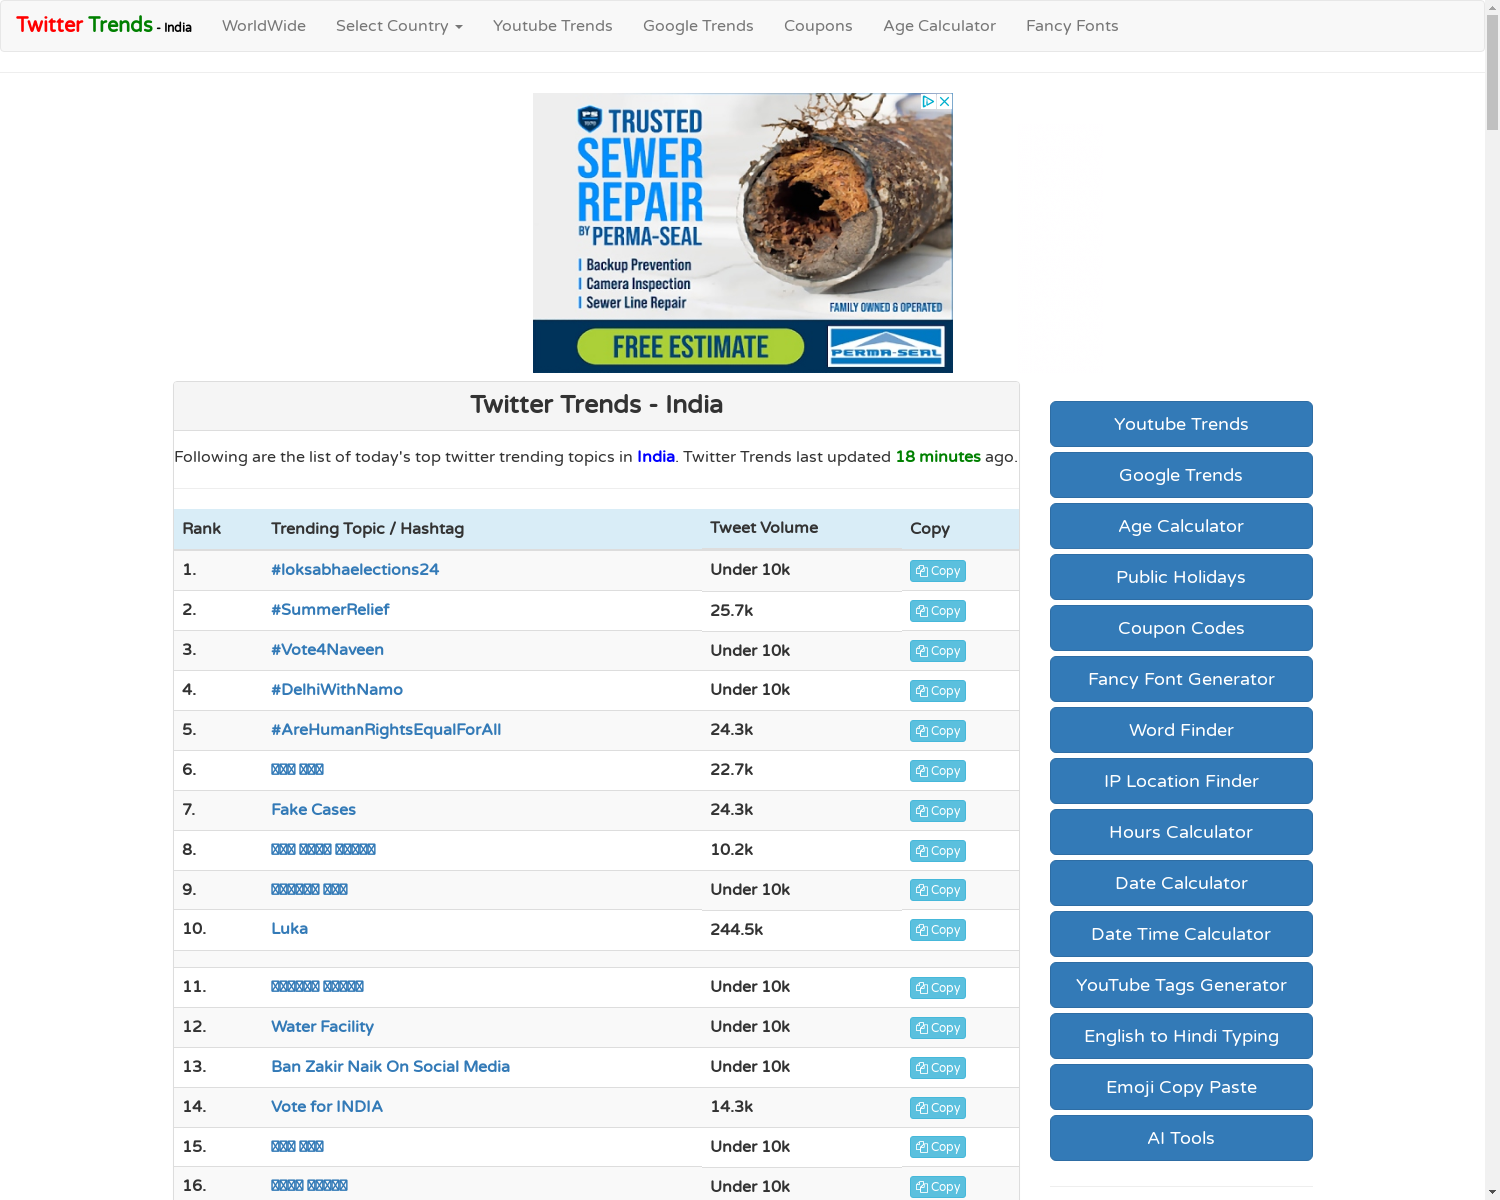 Twitter Trends - India WorldWide Select Country Youtube Trends Google Trends Coupons Age Calculator Fancy Fonts
PS
TRUSTED
SEWER
REPAIR
BY PERMA-SEAL
Backup Prevention
Camera Inspection
Sewer Line Repair
FAMILY OWNED & OPERATED
FREE ESTIMATE
PERMA-SEAL
Twitter Trends - India
Following are the list of today's top twitter trending topics in India. Twitter Trends last updated 18 minutes ago.
Rank Trending Topic / Hashtag Tweet Volume Copy
1. #loksabhaelections24 Under 10k Copy
2. #SummerRelief 25.7k Copy
3. #Vote4Naveen Under 10k Copy
4. #DelhiWithNamo Under 10k Copy
5. #AreHumanRightsEqualForAll 24.3k Copy
6. 22.7k Copy
7. Fake Cases 24.3k Copy
8. 10.2k Copy
9. Under 10k Copy
10. Luka 244.5k Copy
11. Under 10k Copy
12. Water Facility Under 10k Copy
13. Ban Zakir Naik On Social Media Under 10k Copy
14. Vote for INDIA 14.3k Copy
15. Under 10k Copy
16. Under 10k Copy
Youtube Trends
Google Trends
Age Calculator
Public Holidays
Coupon Codes
Fancy Font Generator
Word Finder
IP Location Finder
Hours Calculator
Date Calculator
Date Time Calculator
YouTube Tags Generator
English to Hindi Typing
Emoji Copy Paste
AI Tools